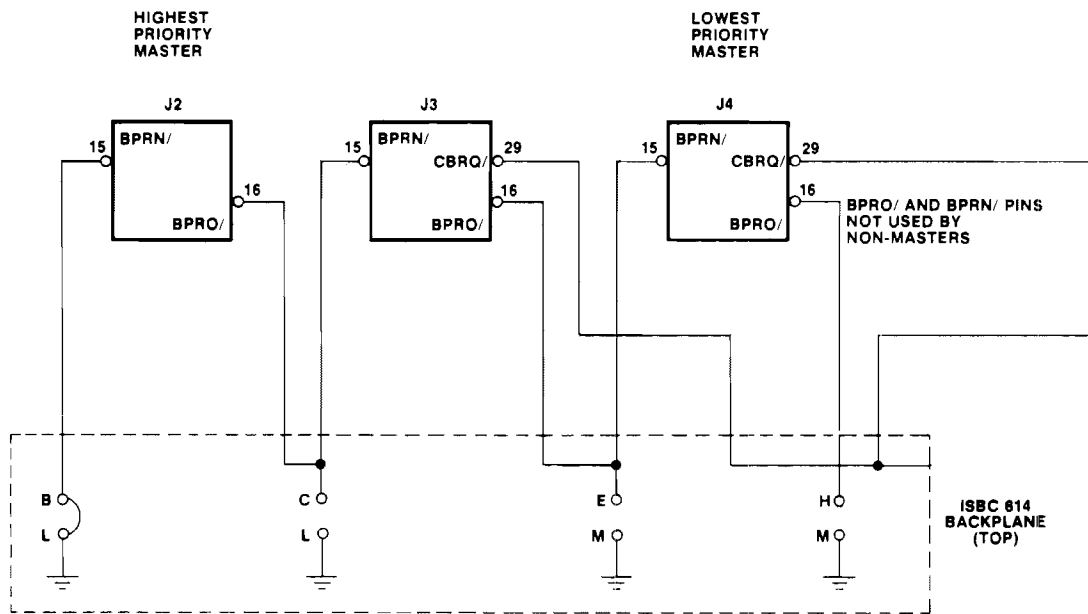 HIGHEST
PRIORITY
MASTER
LOWEST
PRIORITY
MASTER
J2
J3
J4
15
BPRN/
16
BPRO/
15
BPRN/
CBRQ/
29
16
BPRO/
15
BPRN/
CBRQ/
29
16
BPRO/
BPRO/ AND BPRN/ PINS
NOT USED BY
NON-MASTERS
B
L
C
L
E
M
H
M
ISBC 614
BACKPLANE
(TOP)